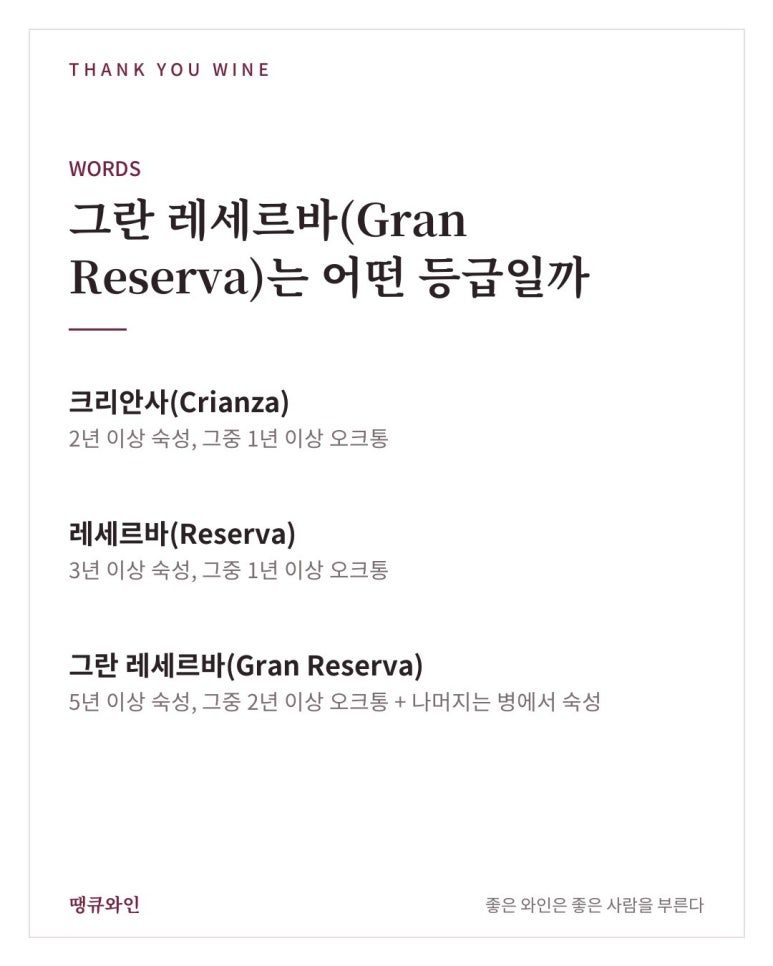 THANK YOU WINE
WORDS
그란 레세르바(Gran
Reserva)는 어떤 등급일까
크리안사(Crianza)
2년 이상 숙성, 그중 1년 이상 오크통
레세르바(Reserva)
3년 이상 숙성, 그중 1년 이상 오크통
그란 레세르바(Gran Reserva)
5년 이상 숙성, 그중 2년 이상 오크통 + 나머지는 병에서 숙성
땡큐와인
좋은 와인은 좋은 사람을 부른다